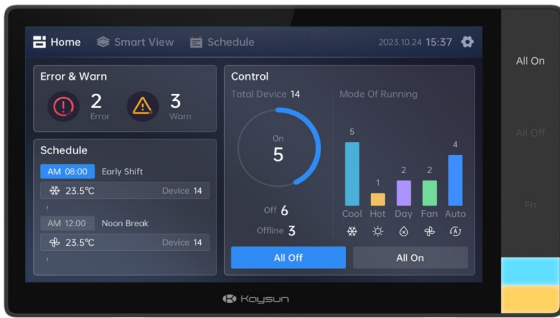 Home
Smart View
Schedule
2023.10.24 15:37
All On
Error & Warn
2
Error
3
Warn
Control
Total Device 14
Mode Of Running
On
5
Off 6
Offline 3
5
1
2
2
4
Cool
Hot
Day
Fan
Auto
All Off
All On
Schedule
AM 08:00
Early Shift
23.5℃
Device 14
AM 12:00
Noon Break
23.5℃
Device 14
All Off
Fn
Kaysun